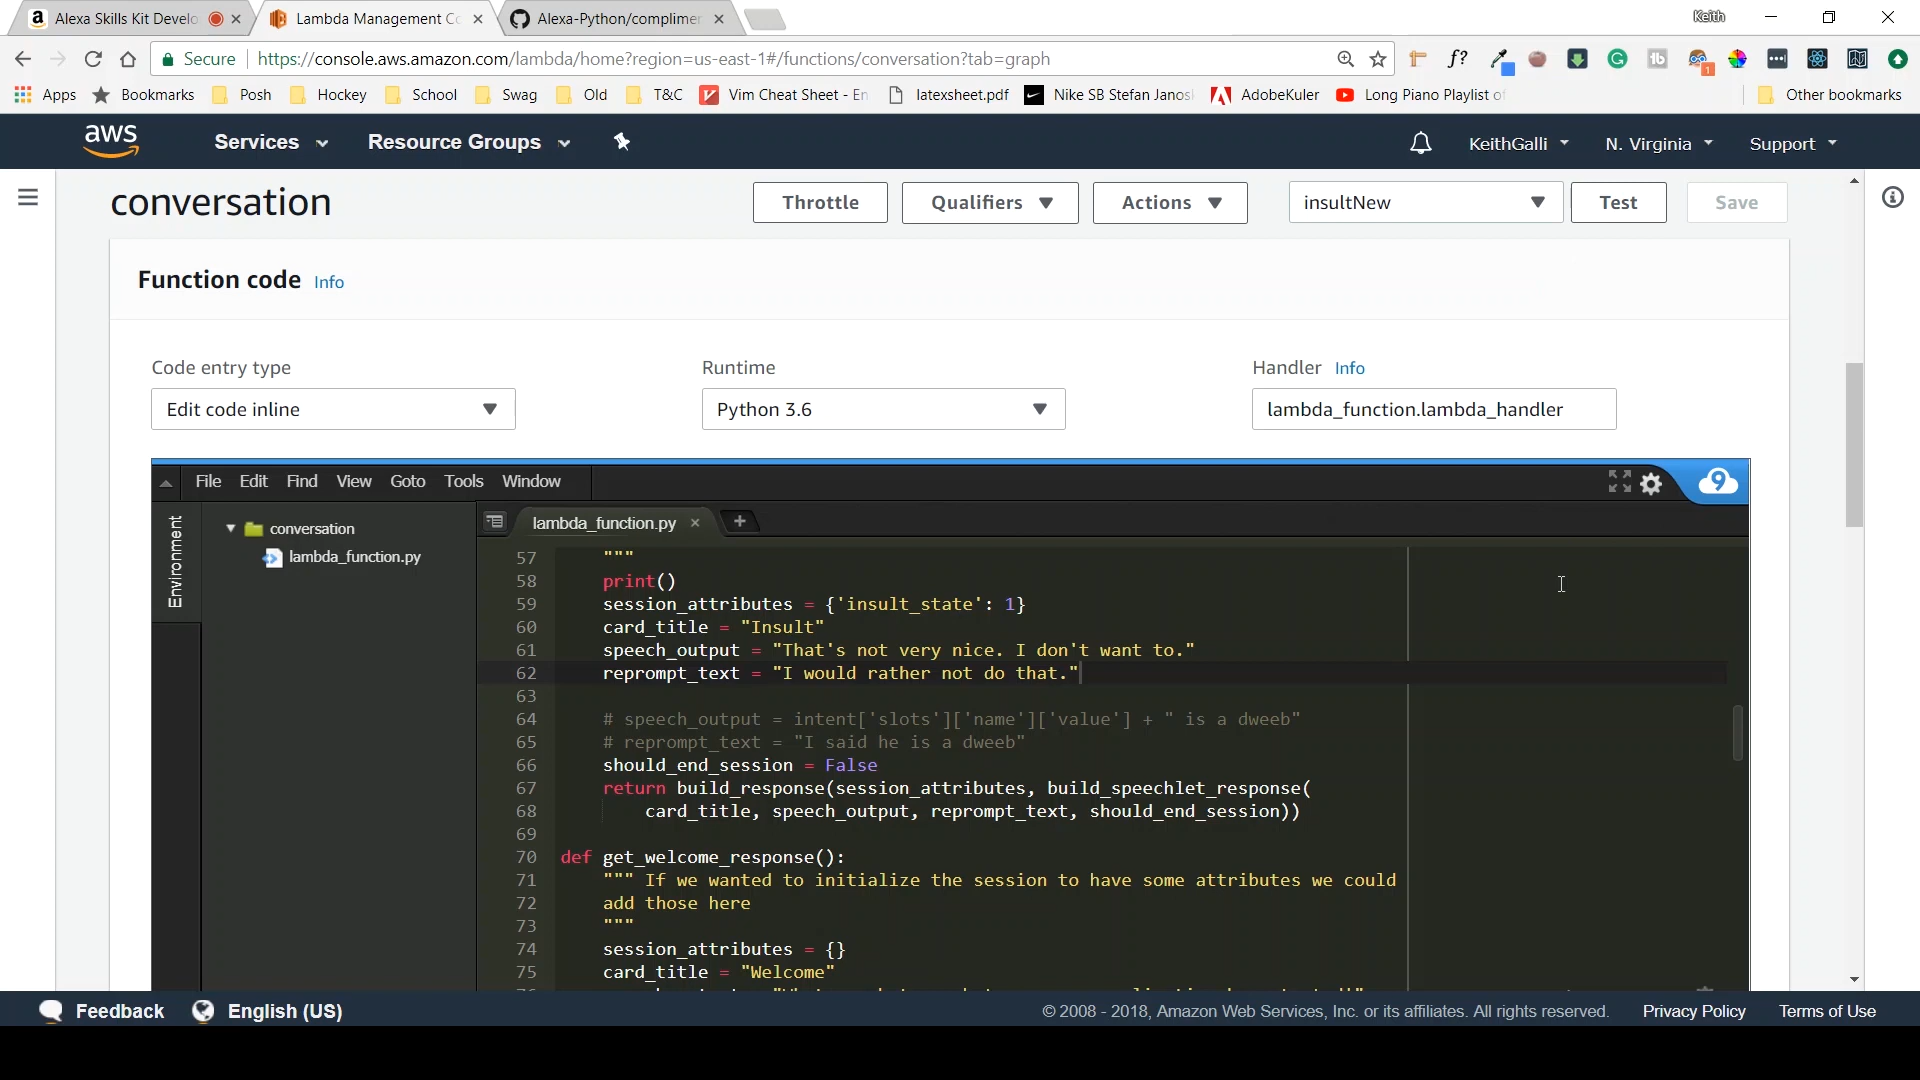 Alexa Skills Kit Develo
Lambda Management Co
Alexa-Python/complimen
Keith
Secure https://console.aws.amazon.com/lambda/home?region=us-east-1#/functions/conversation?tab=graph
Apps Bookmarks Posh Hockey School Swag Old T&C Vim Cheat Sheet - En latexsheet.pdf Nike SB Stefan Janosk AdobeKuler Long Piano Playlist of Other bookmarks
aws Services Resource Groups KeithGalli N. Virginia Support
conversation Throttle Qualifiers Actions insultNew Test Save
Function code Info
Code entry type Runtime Handler Info
Edit code inline Python 3.6 lambda_function.lambda_handler
File Edit Find View Goto Tools Window 9
Environment
conversation
lambda_function.py
lambda_function.py
57 """
58 print()
59 session_attributes = {'insult_state': 1}
60 card_title = "Insult"
61 speech_output = "That's not very nice. I don't want to."
62 reprompt_text = "I would rather not do that."
63
64 # speech_output = intent['slots']['name']['value'] + " is a dweeb"
65 # reprompt_text = "I said he is a dweeb"
66 should_end_session = False
67 return build_response(session_attributes, build_speechlet_response(
68 card_title, speech_output, reprompt_text, should_end_session))
69
70 def get_welcome_response():
71 """ If we wanted to initialize the session to have some attributes we could
72 add those here
73 """
74 session_attributes = {}
75 card_title = "Welcome"
Feedback English (US) © 2008 - 2018, Amazon Web Services, Inc. or its affiliates. All rights reserved. Privacy Policy Terms of Use